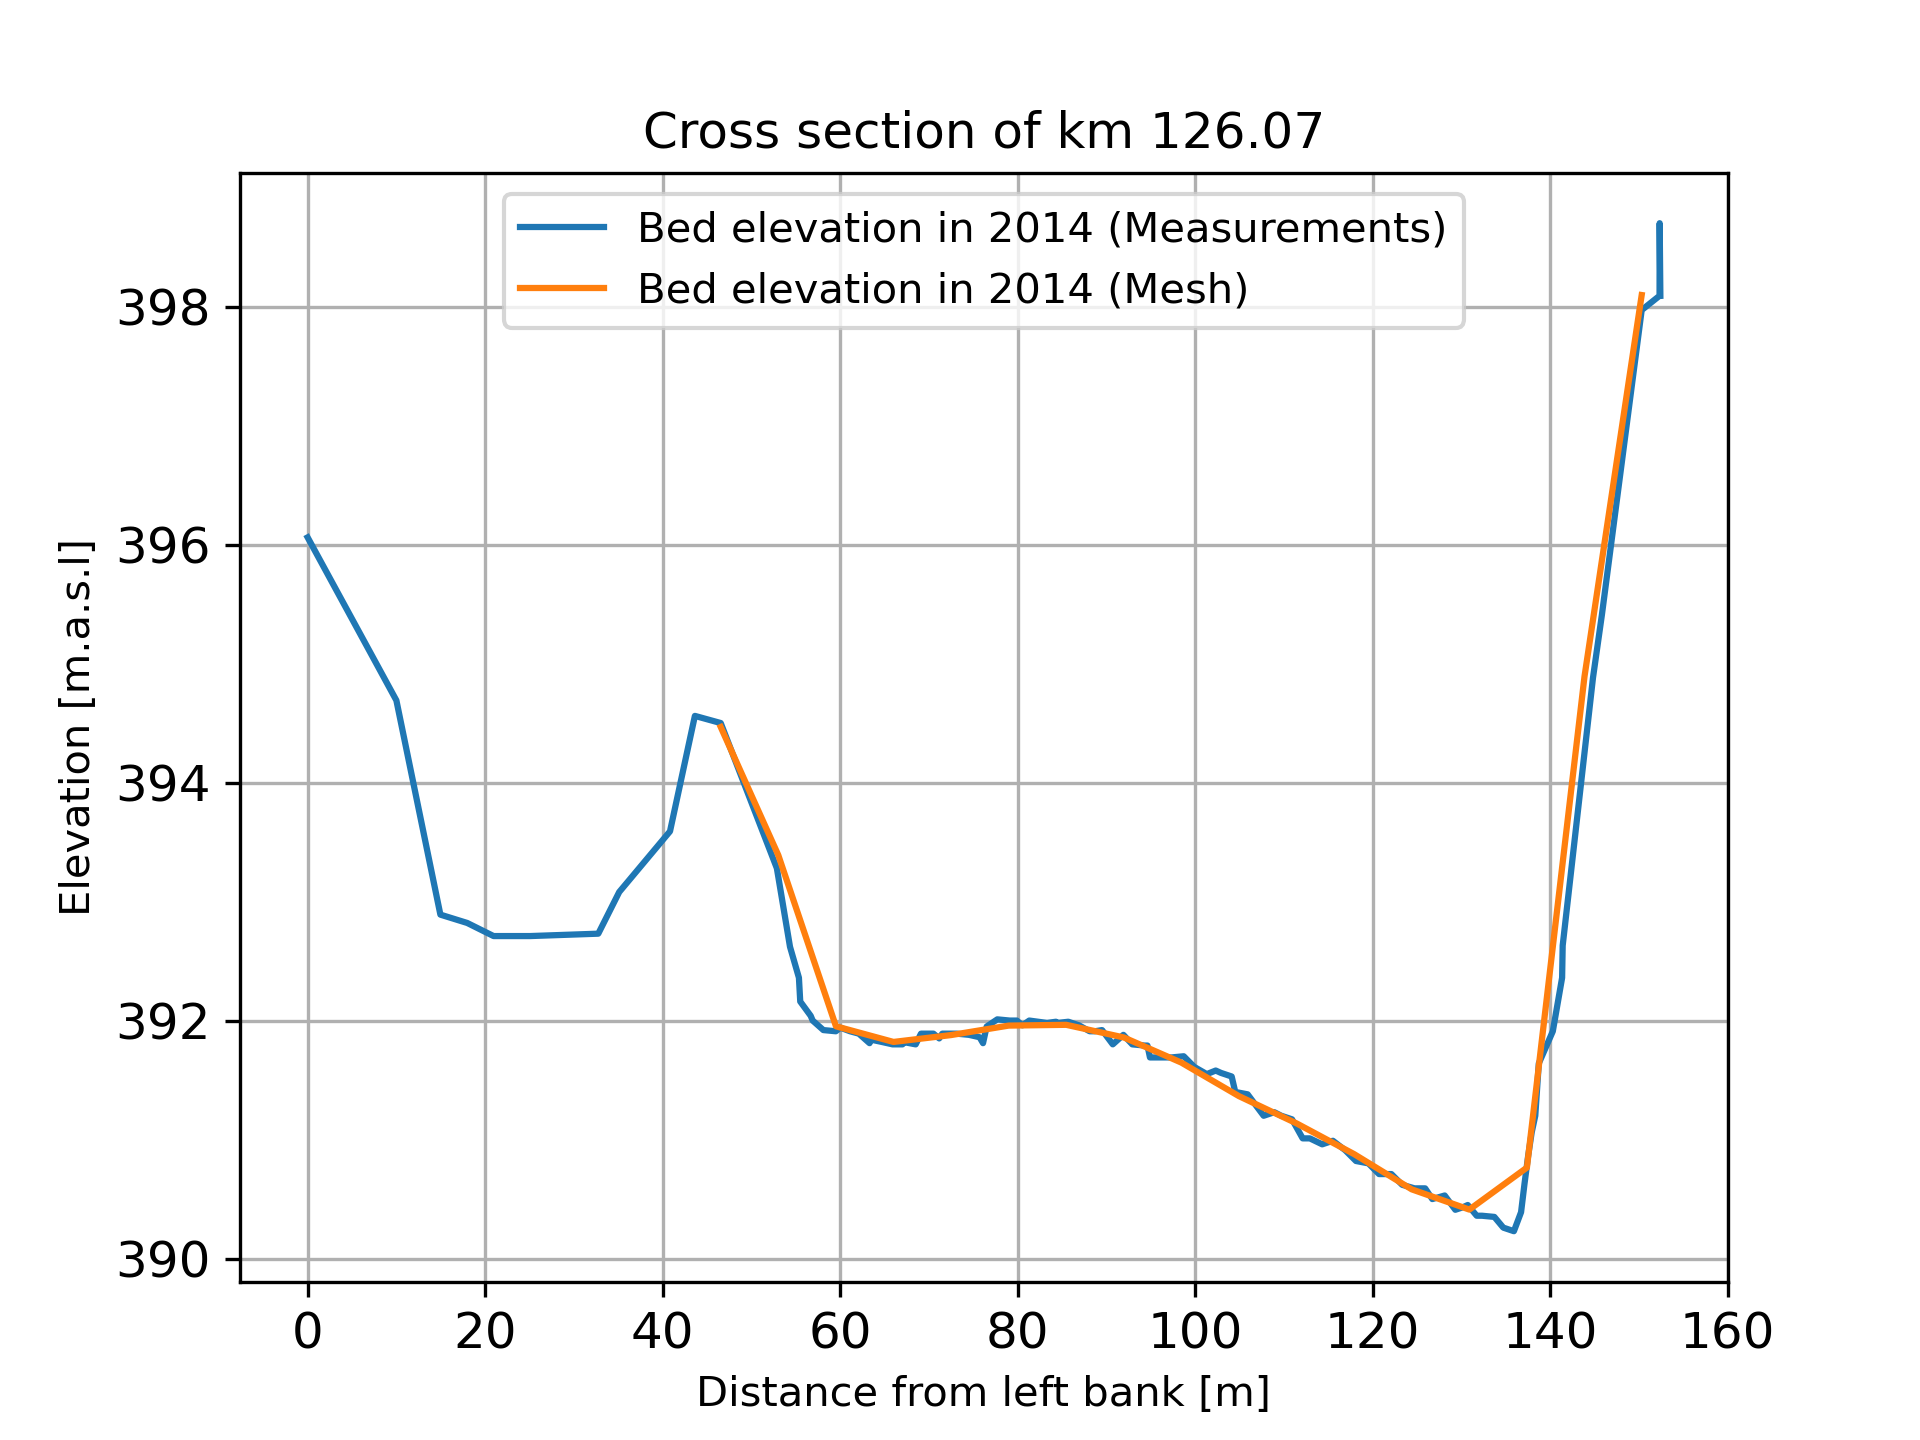 Cross section of km 126.07
Bed elevation in 2014 (Measurements)
Bed elevation in 2014 (Mesh)
Elevation [m.a.s.l]
398
396
394
392
390
0 20 40 60 80 100 120 140 160
Distance from left bank [m]